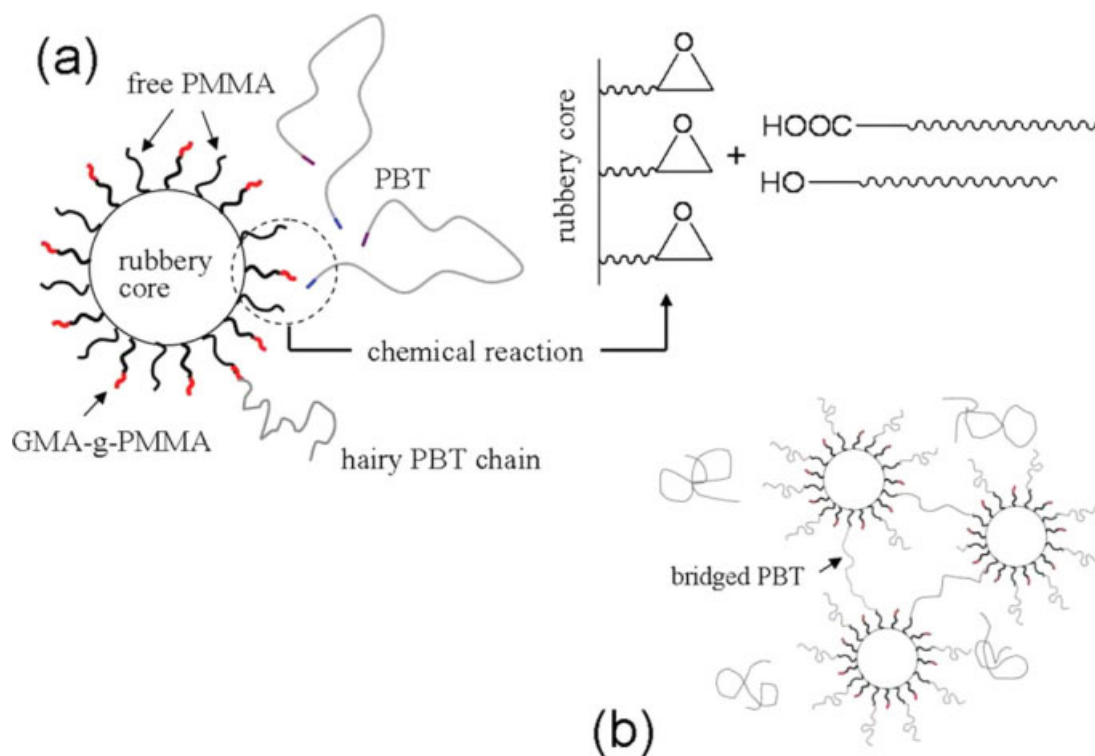 (a)
free PMMA
rubbery
core
PBT
GMA-g-PMMA
hairy PBT chain
chemical reaction
rubbery core
O
O
O
+
HOOC
HO
bridged PBT
(b)